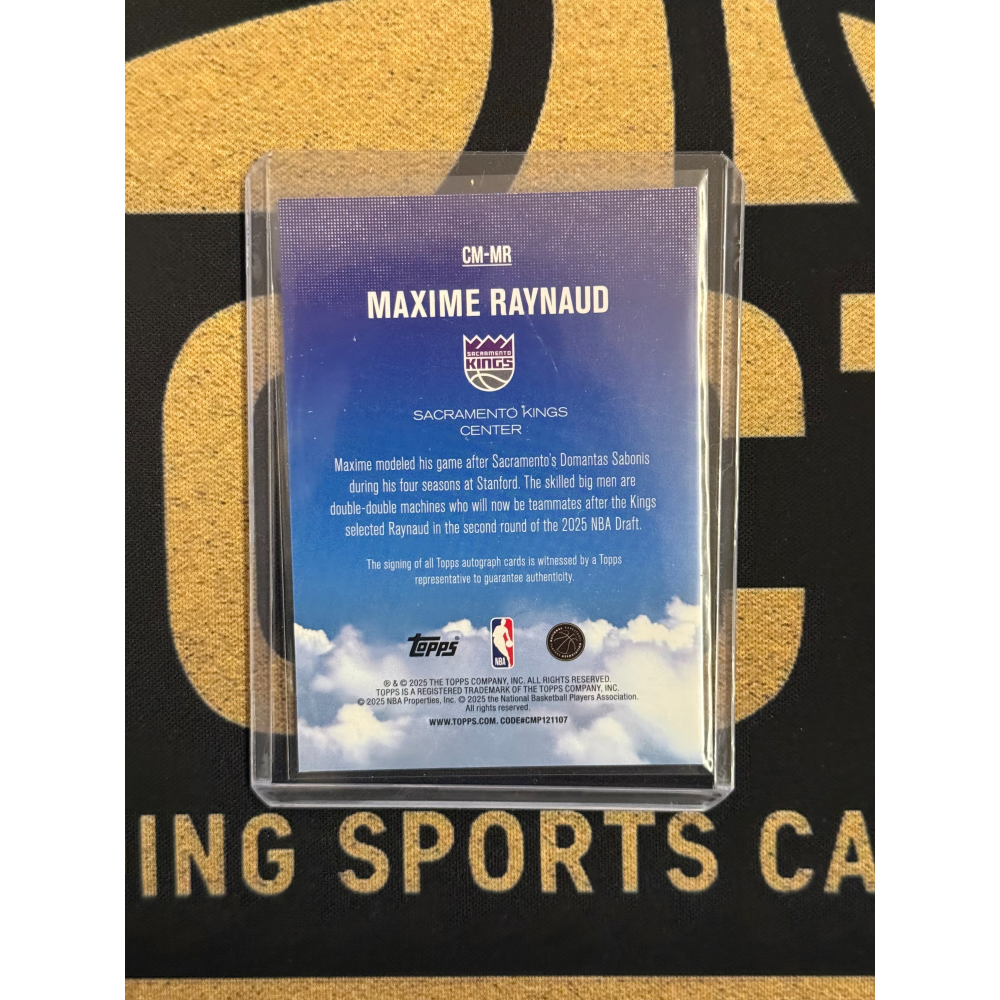 CM-MR
MAXIME RAYNAUD
SACRAMENTO
KINGS
SACRAMENTO KINGS
CENTER
Maxime modeled his game after Sacramento's Domantas Sabonis
during his four seasons at Stanford. The skilled big men are
double-double machines who will now be teammates after the Kings
selected Raynaud in the second round of the 2025 NBA Draft.
The signing of all Topps autograph cards is witnessed by a Topps
representative to guarantee authenticity.
topps
NBA
® & © 2025 THE TOPPS COMPANY, INC. ALL RIGHTS RESERVED.
TOPPS IS A REGISTERED TRADEMARK OF THE TOPPS COMPANY, INC.
© 2025 NBA Properties, Inc. © 2025 the National Basketball Players Association.
All rights reserved.
WWW.TOPPS.COM. CODE#CMP121107
ING SPORTS CA